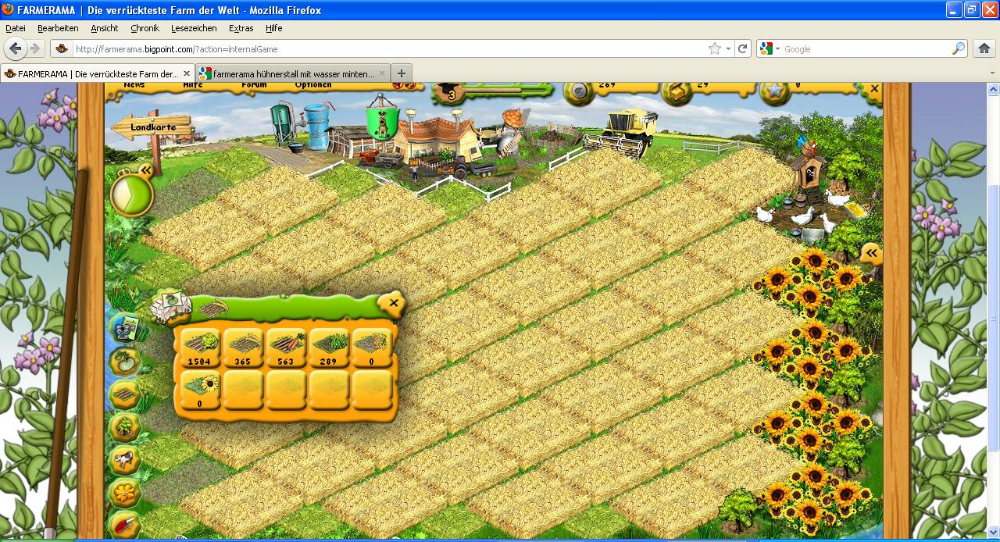 FARMERAMA | Die verrückteste Farm der Welt - Mozilla Firefox
Datei Bearbeiten Ansicht Chronik Lesezeichen Extras Hilfe
http://farmerama.bigpoint.com/?actin=internalGame
Google
FARMERAMA | Die verrückteste Farm der...
farmerama hühnerstall mit wasser minten...
News Hilfe Forum Optionen
3
269
29
0
Landkarte
1504 365 563 289 0
0